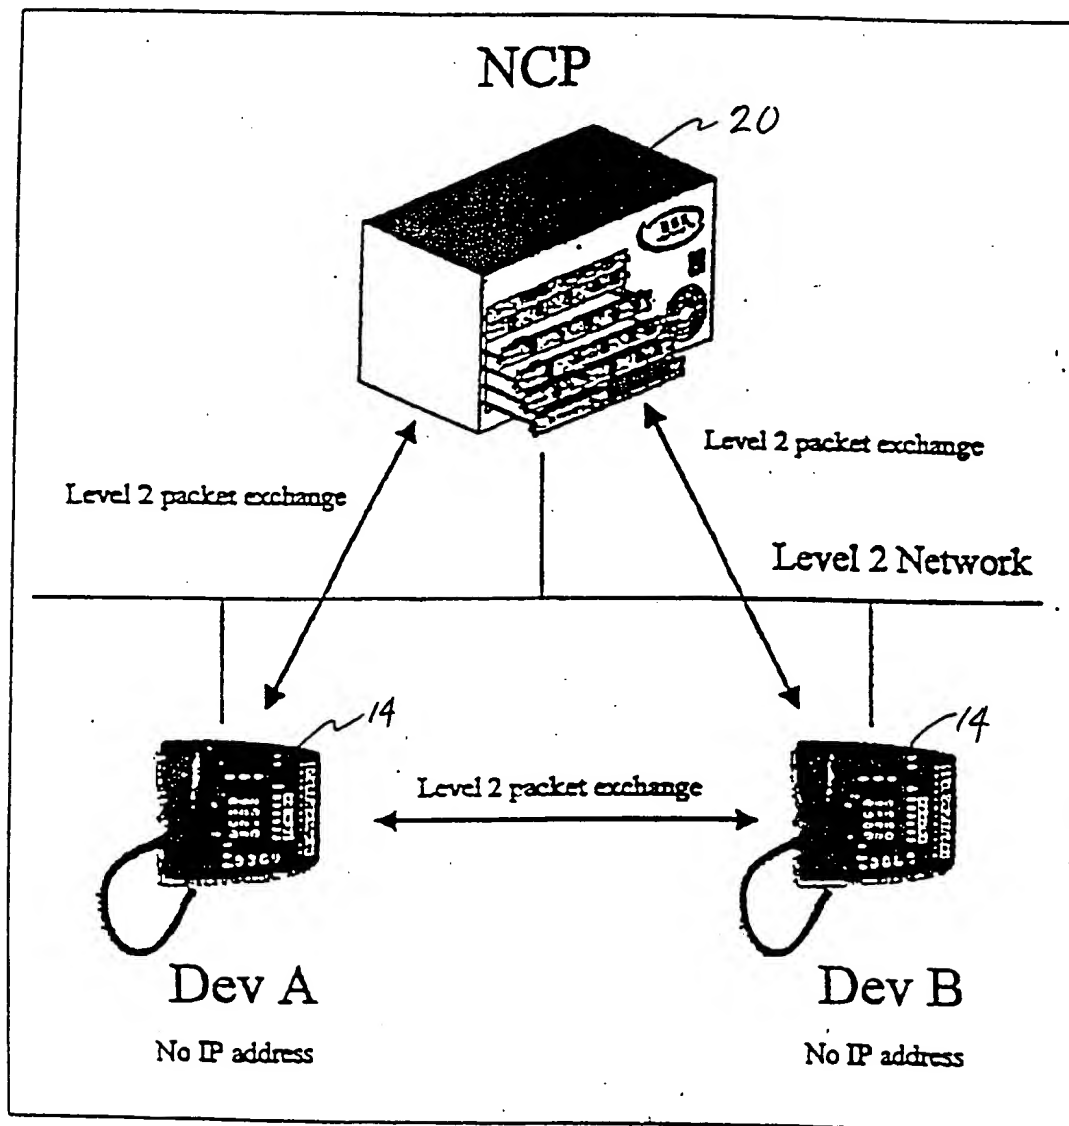 NCP
20
Level 2 packet exchange
Level 2 packet exchange
Level 2 Network
14
14
Level 2 packet exchange
Dev A
Dev B
No IP address
No IP address